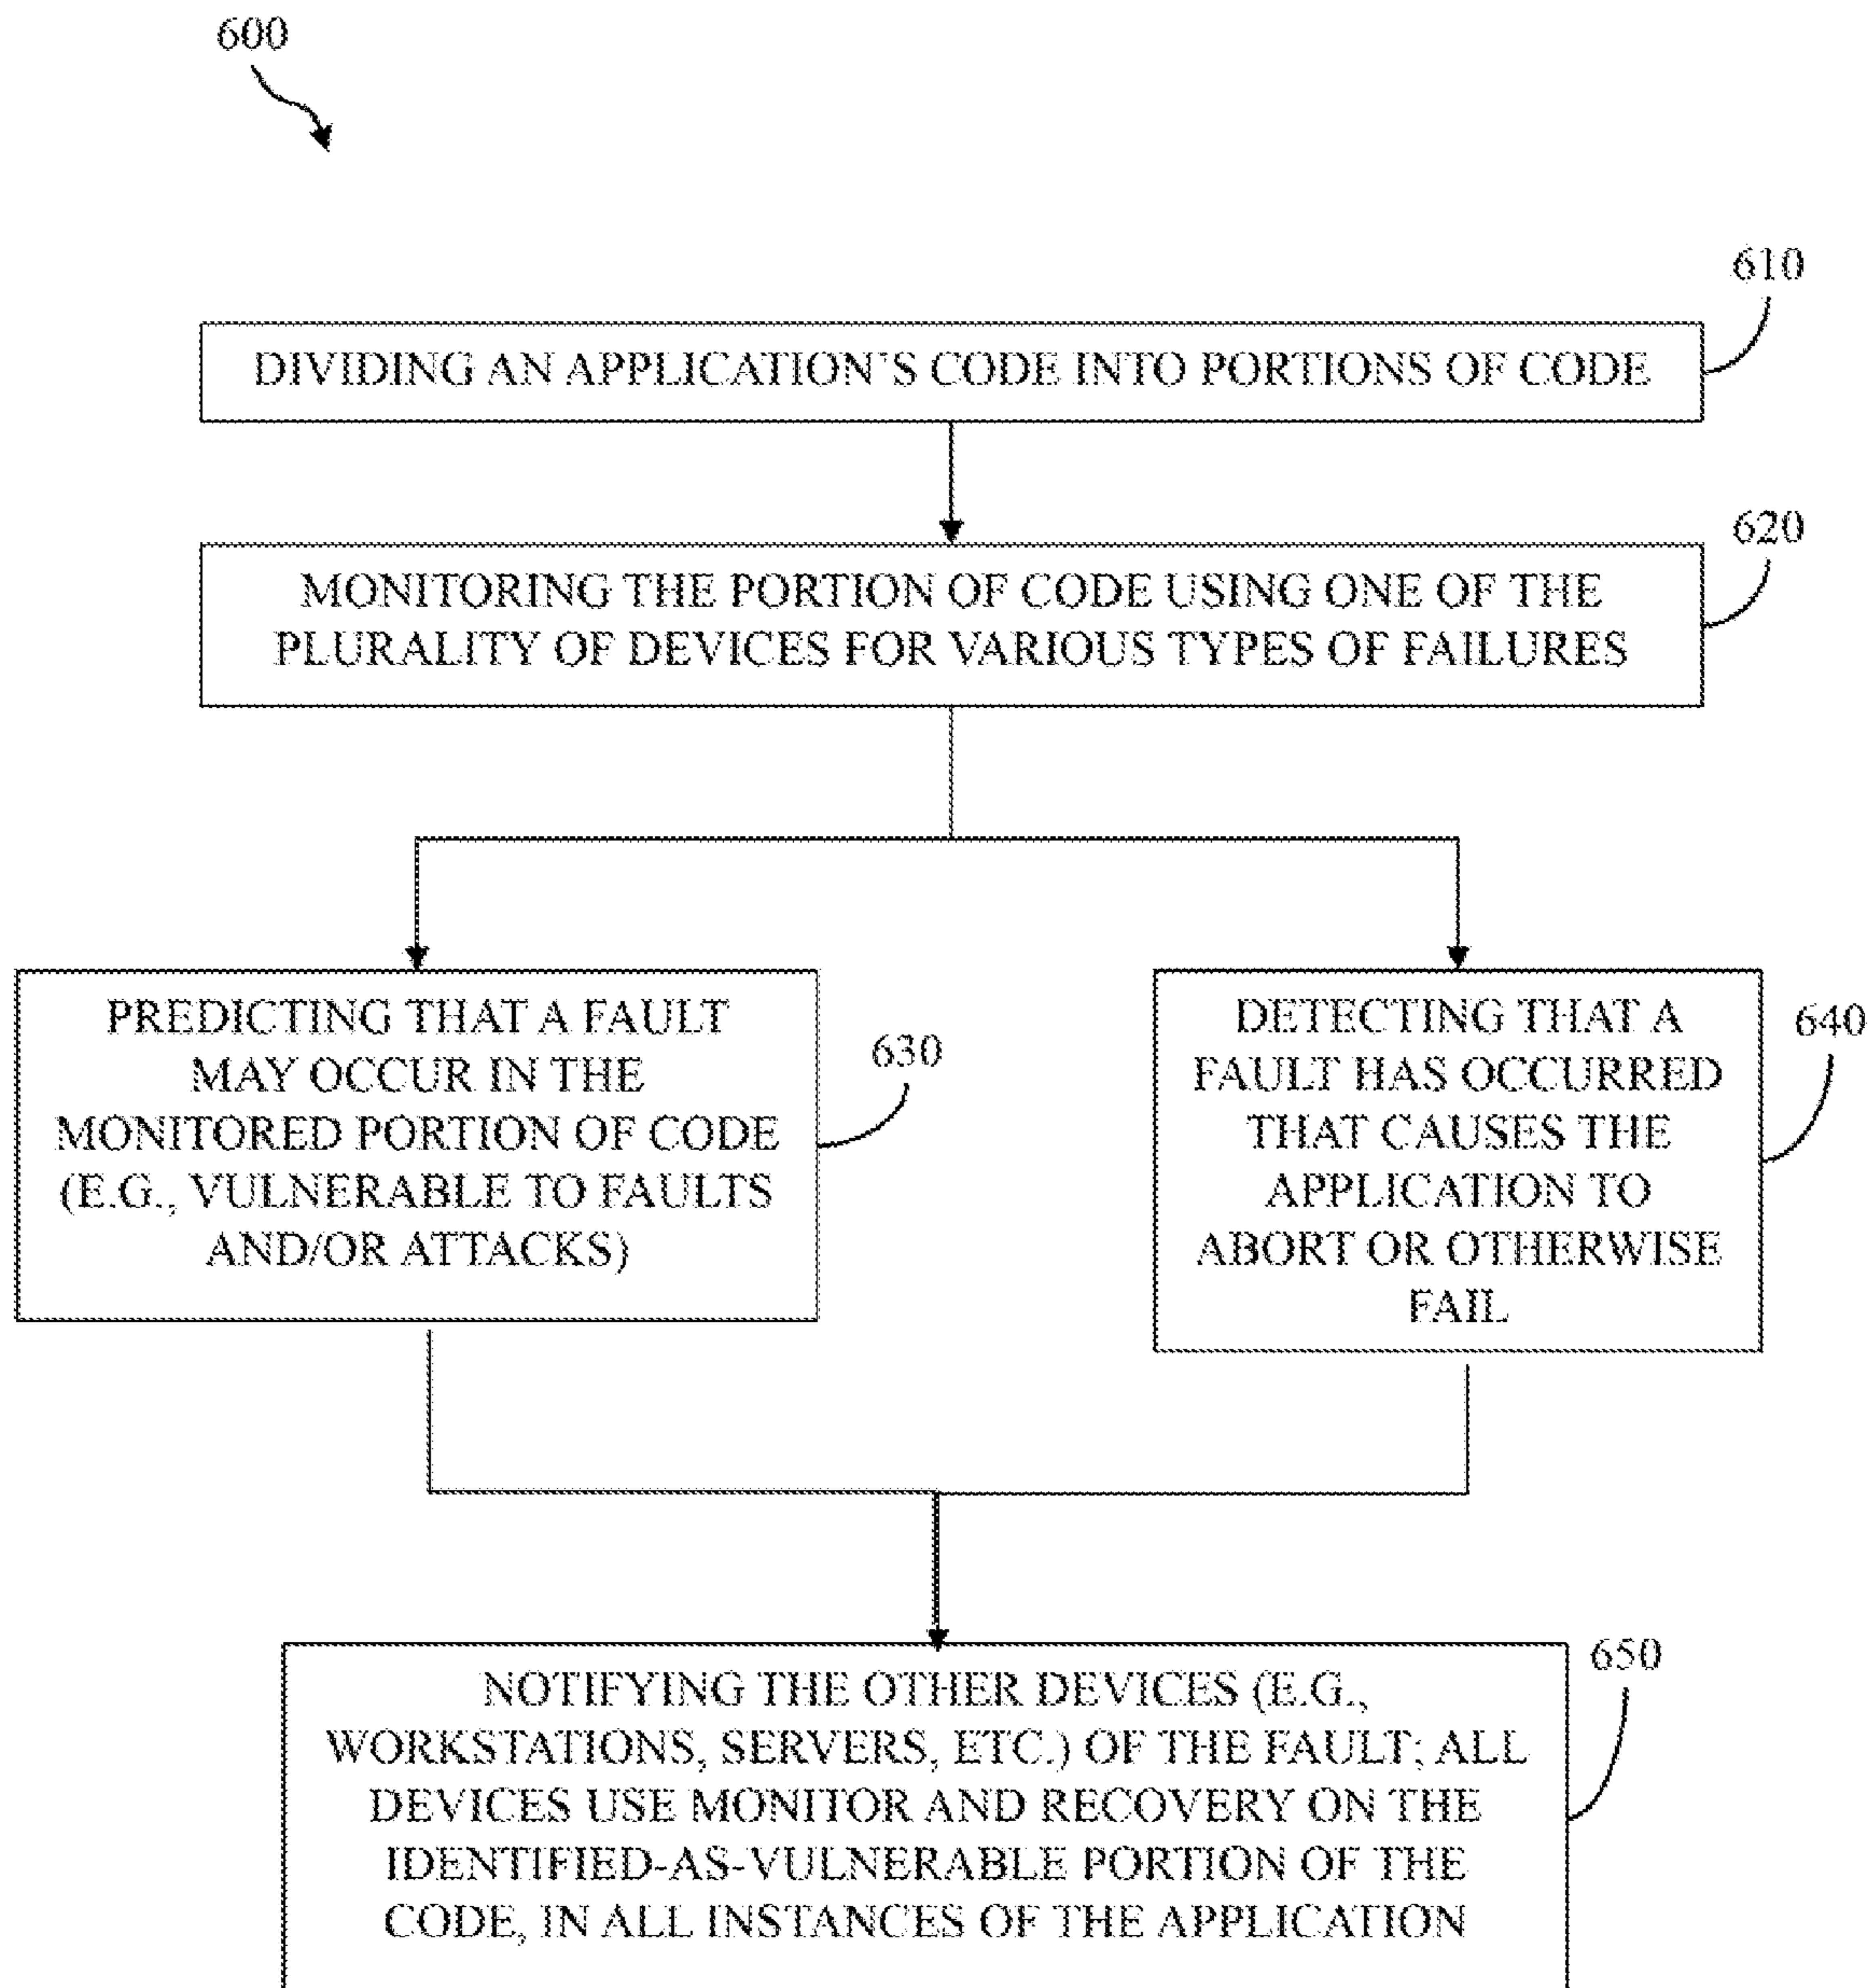 600
610
DIVIDING AN APPLICATION'S CODE INTO PORTIONS OF CODE
620
MONITORING THE PORTION OF CODE USING ONE OF THE
PLURALITY OF DEVICES FOR VARIOUS TYPES OF FAILURES
PREDICTING THAT A FAULT
MAY OCCUR IN THE
MONITORED PORTION OF CODE
(E.G., VULNERABLE TO FAULTS
AND/OR ATTACKS)
630
DETECTING THAT A
FAULT HAS OCCURRED
THAT CAUSES THE
APPLICATION TO
ABORT OR OTHERWISE
FAIL
640
NOTIFYING THE OTHER DEVICES (E.G.,
WORKSTATIONS, SERVERS, ETC.) OF THE FAULT; ALL
DEVICES USE MONITOR AND RECOVERY ON THE
IDENTIFIED-AS-VULNERABLE PORTION OF THE
CODE, IN ALL INSTANCES OF THE APPLICATION
650